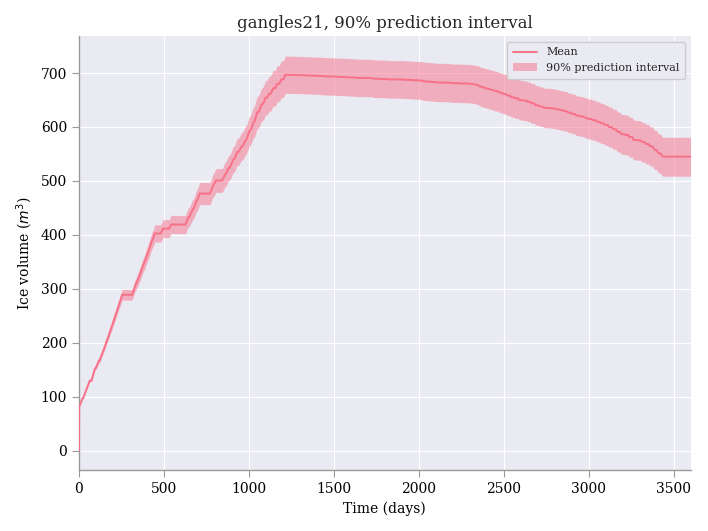 gangles21, 90% prediction interval
Mean
90% prediction interval
700
600
500
400
300
200
100
0
Ice volume (m³)
0 500 1000 1500 2000 2500 3000 3500
Time (days)